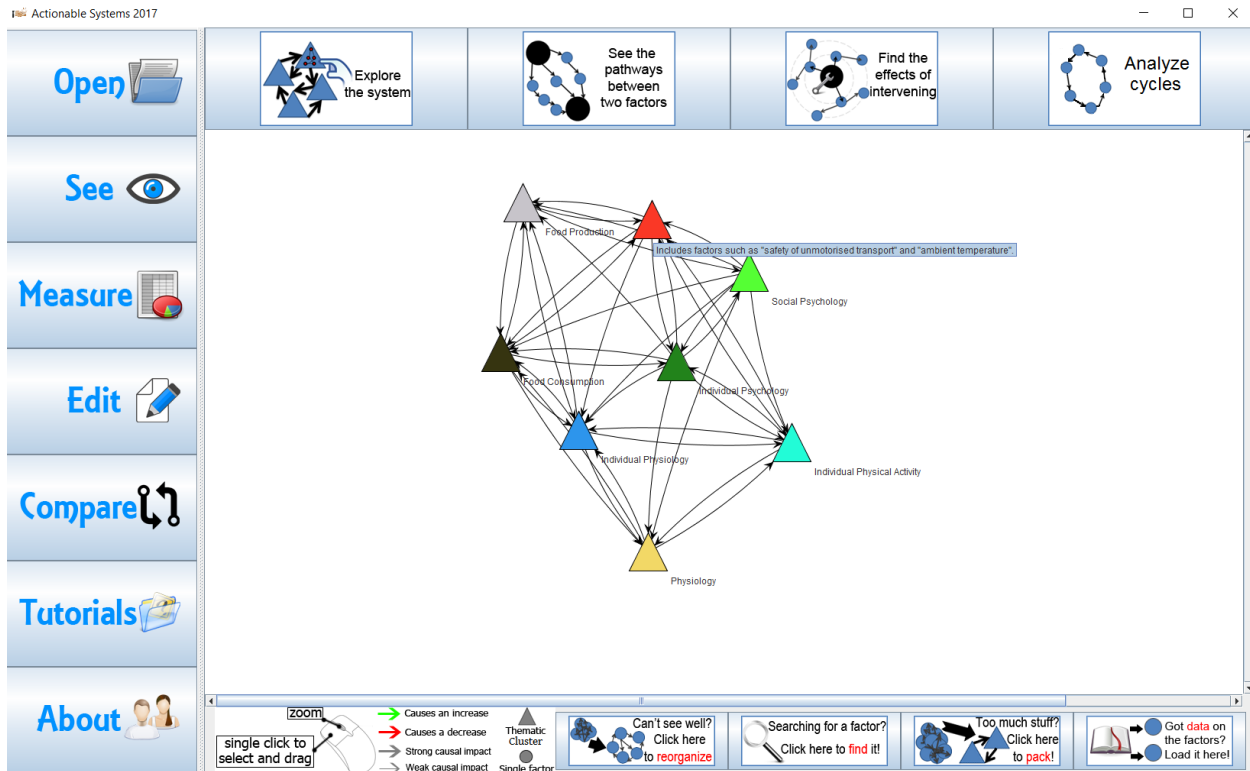 Actionable Systems 2017
Open
See
Measure
Edit
Compare
Tutorials
About
Explore
the system
See the
pathways
between
two factors
Find the
effects of
intervening
Analyze
cycles
Food Production
Includes factors such as "safety of unmotorised transport" and "ambient temperature".
Social Psychology
Food Consumption
Individual Psychology
Individual Physiology
Individual Physical Activity
Physiology
zoom
single click to
select and drag
Causes an increase
Causes a decrease
Strong causal impact
Weak causal impact
Thematic
Cluster
Single factor
Can't see well?
Click here
to reorganize
Searching for a factor?
Click here to find it!
Too much stuff?
Click here
to pack!
Got data on
the factors?
Load it here!